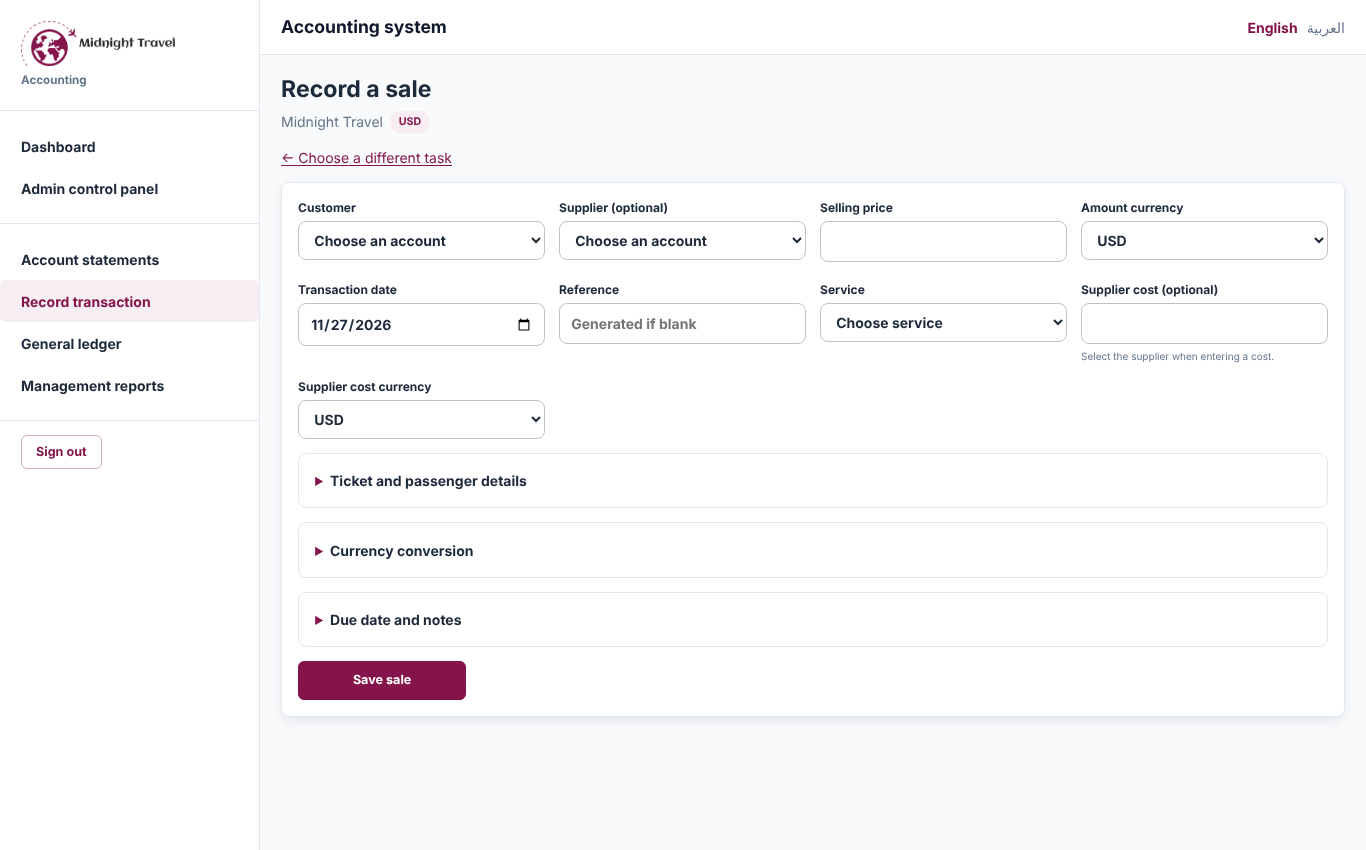 Midnight Travel
Accounting
Dashboard
Admin control panel
Account statements
Record transaction
General ledger
Management reports
Sign out
Accounting system
English العربية
Record a sale
Midnight Travel USD
← Choose a different task
Customer Supplier (optional) Selling price Amount currency
Choose an account Choose an account USD
Transaction date Reference Service Supplier cost (optional)
11/27/2026 Generated if blank Choose service
Select the supplier when entering a cost.
Supplier cost currency
USD
Ticket and passenger details
Currency conversion
Due date and notes
Save sale